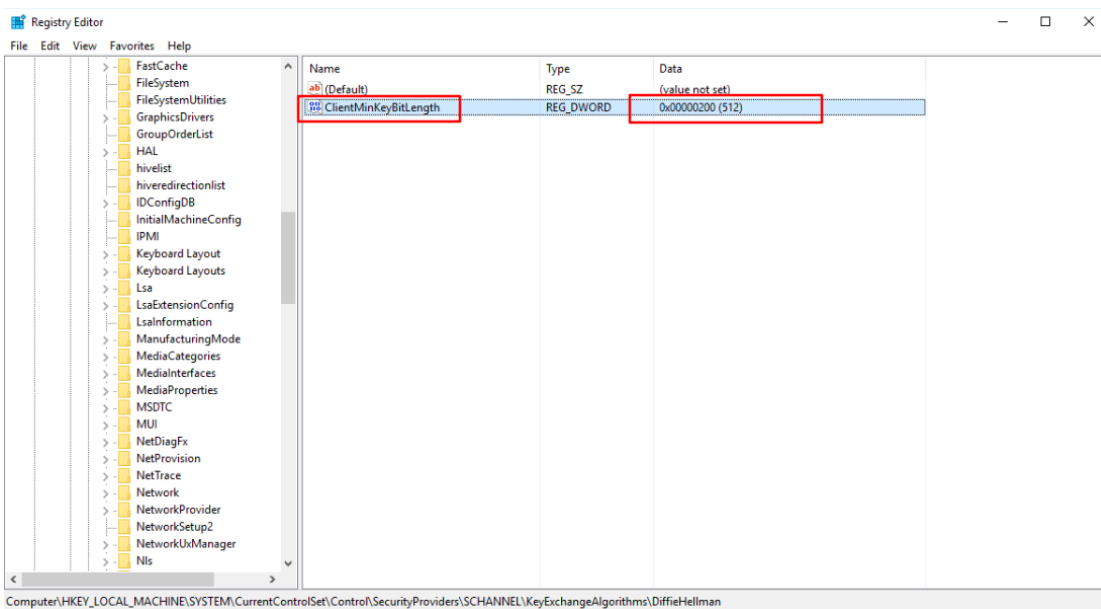 Registry Editor
File Edit View Favorites Help
FastCache
FileSystem
FileSystemUtilities
GraphicsDrivers
GroupOrderList
HAL
hivelist
hiveredirectionlist
IDConfigDB
InitialMachineConfig
IPMI
Keyboard Layout
Keyboard Layouts
Lsa
LsaExtensionConfig
LsaInformation
ManufacturingMode
MediaCategories
MediaInterfaces
MediaProperties
MSDTC
MUI
NetDiagFx
NetProvision
NetTrace
Network
NetworkProvider
NetworkSetup2
NetworkUxManager
Nls
Name Type Data
ab (Default) REG_SZ (value not set)
ClientMinKeyBitLength REG_DWORD 0x00000200 (512)
Computer\HKEY_LOCAL_MACHINE\SYSTEM\CurrentControlSet\Control\SecurityProviders\SCHANNEL\KeyExchangeAlgorithms\DiffieHellman